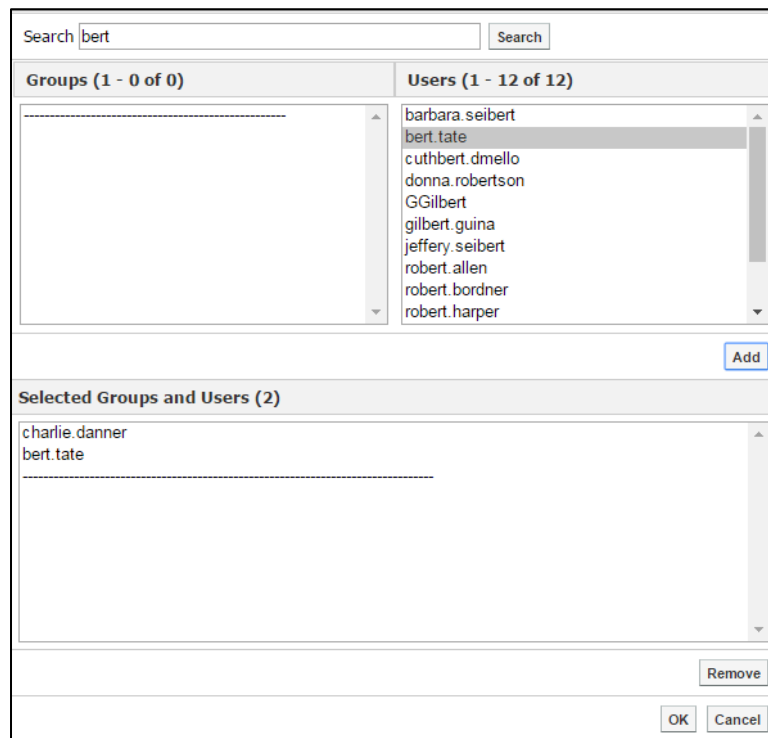 Search bert Search
Groups (1 - 0 of 0) Users (1 - 12 of 12)
barbara.seibert
bert.tate
cuthbert.dmello
donna.robertson
GGilbert
gilbert.guina
jeffery.seibert
robert.allen
robert.bordner
robert.harper
Add
Selected Groups and Users (2)
charlie.danner
bert.tate
Remove
OK Cancel